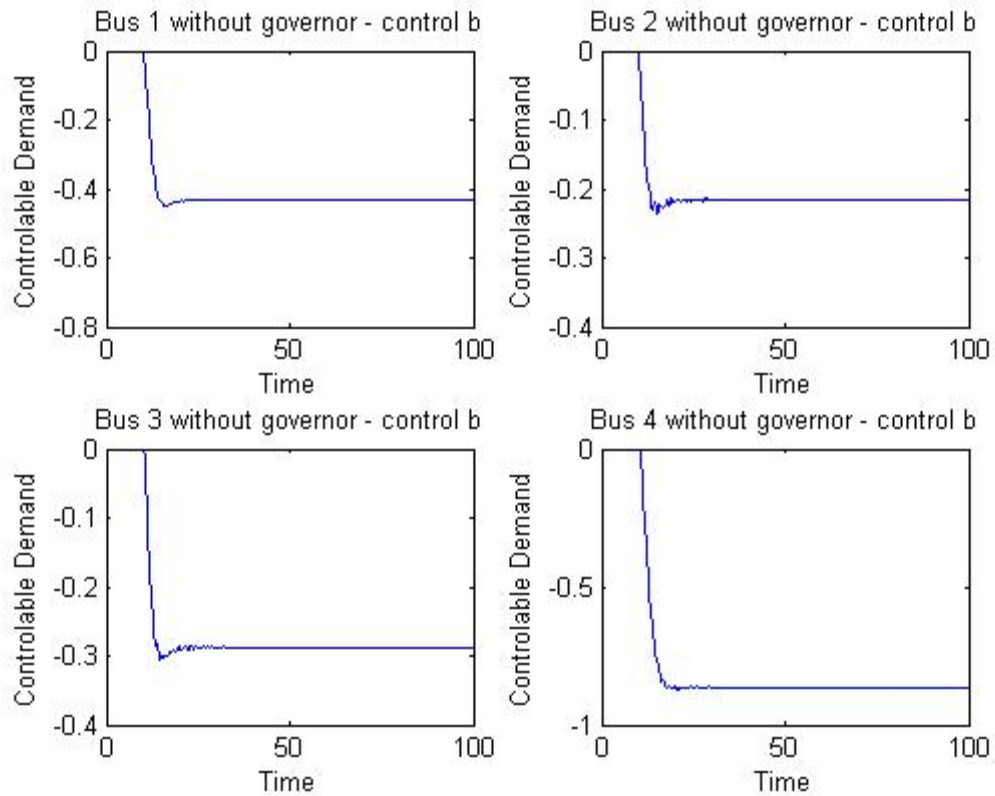 Bus 1 without governor - control b
0
-0.2
-0.4
-0.6
-0.8
Controlable Demand
0 50 100
Time
Bus 2 without governor - control b
0
-0.1
-0.2
-0.3
-0.4
Controlable Demand
0 50 100
Time
Bus 3 without governor - control b
0
-0.1
-0.2
-0.3
-0.4
Controlable Demand
0 50 100
Time
Bus 4 without governor - control b
0
-0.5
-1
Controlable Demand
0 50 100
Time